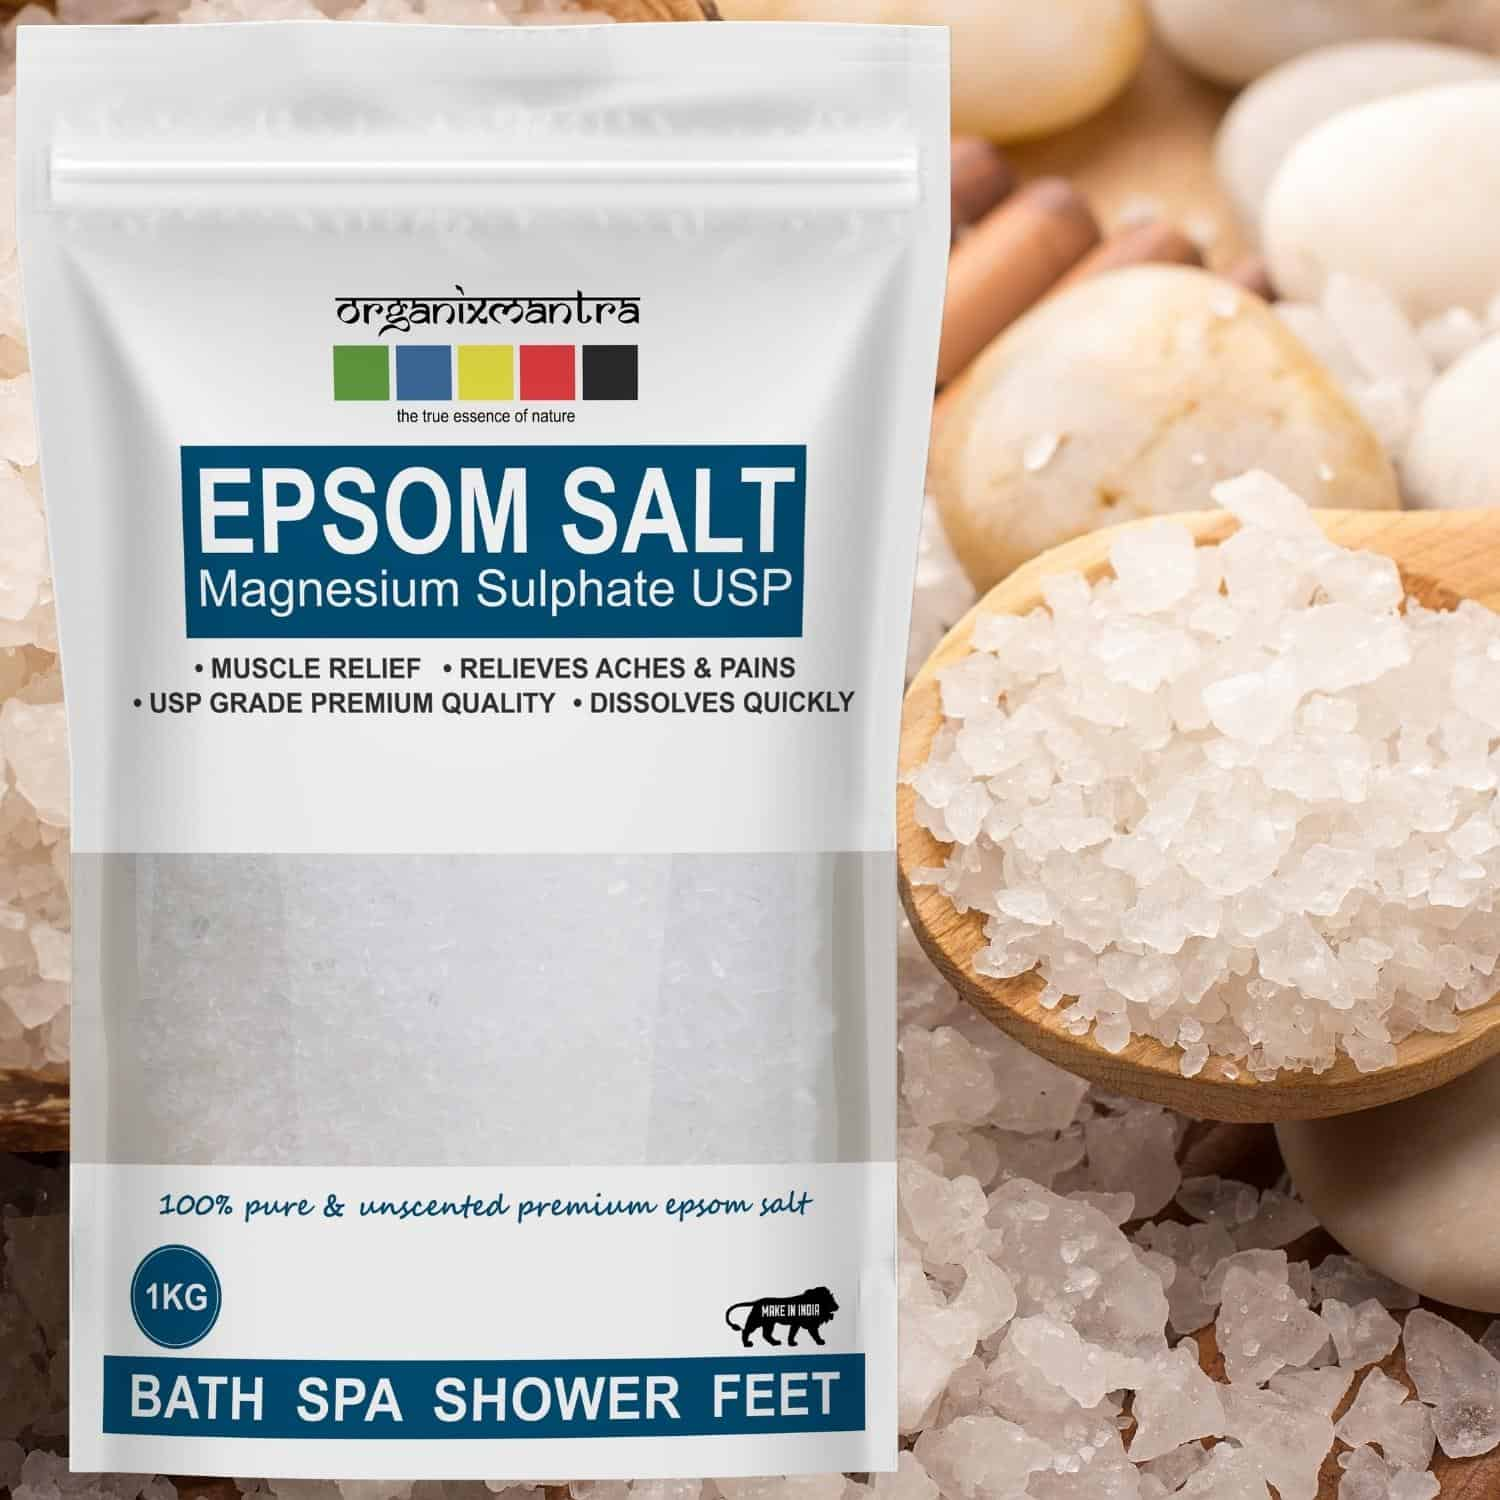 organixmantra
the true essence of nature
EPSOM SALT
Magnesium Sulphate USP
• MUSCLE RELIEF • RELIEVES ACHES & PAINS
• USP GRADE PREMIUM QUALITY • DISSOLVES QUICKLY
100% pure & unscented premium epsom salt
1KG
MAKE IN INDIA
BATH SPA SHOWER FEET